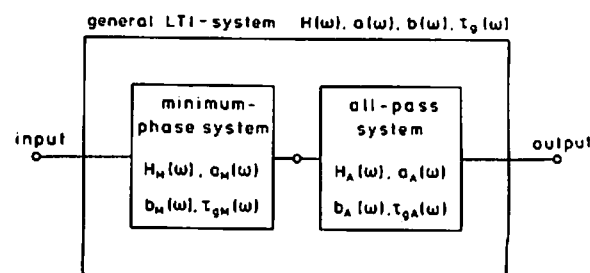 general LTI-system H(ω), a(ω), b(ω), τg(ω)
minimum-
phase system
HM(ω), aM(ω)
bM(ω), τgM(ω)
all-pass
system
HA(ω), aA(ω)
bA(ω), τgA(ω)
input
output